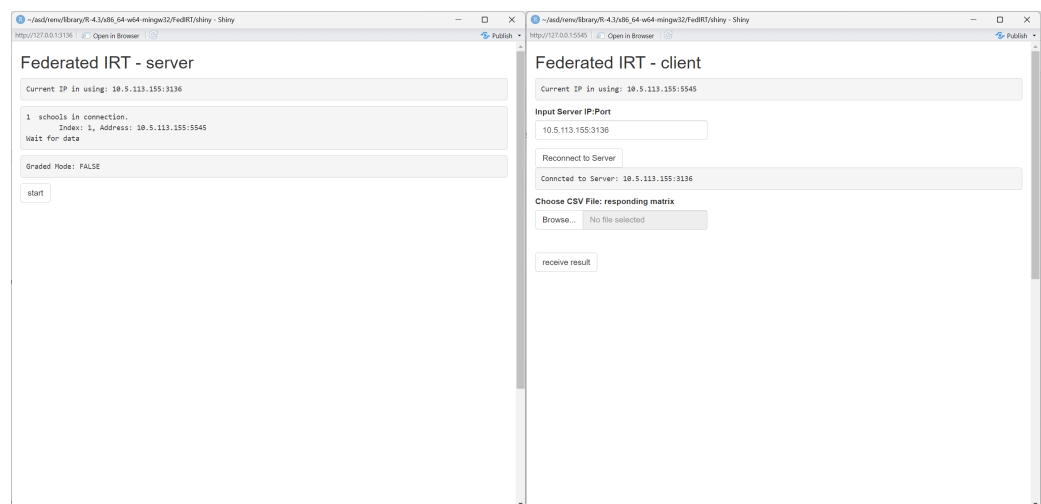 ~/asd/renv/library/R-4.3/x86_64-w64-mingw32/FedIRT/shiny - Shiny
http://127.0.0.1:3136 Open in Browser Publish
Federated IRT - server
Current IP in using: 10.5.113.155:3136
1 schools in connection.
Index: 1, Address: 10.5.113.155:5545
Wait for data
Graded Mode: FALSE
start
~/asd/renv/library/R-4.3/x86_64-w64-mingw32/FedIRT/shiny - Shiny
http://127.0.0.1:5545 Open in Browser Publish
Federated IRT - client
Current IP in using: 10.5.113.155:5545
Input Server IP:Port
10.5.113.155:3136
Reconnect to Server
Conncted to Server: 10.5.113.155:3136
Choose CSV File: responding matrix
Browse... No file selected
receive result